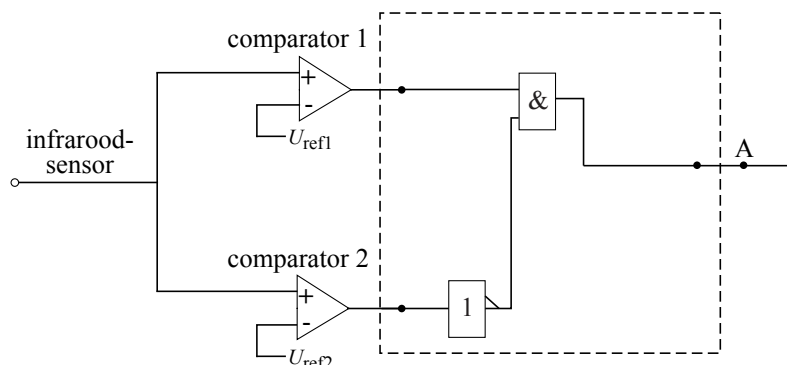 comparator 1
+
-
U_ref1
&
infrarood-
sensor
A
comparator 2
+
-
U_ref2
1